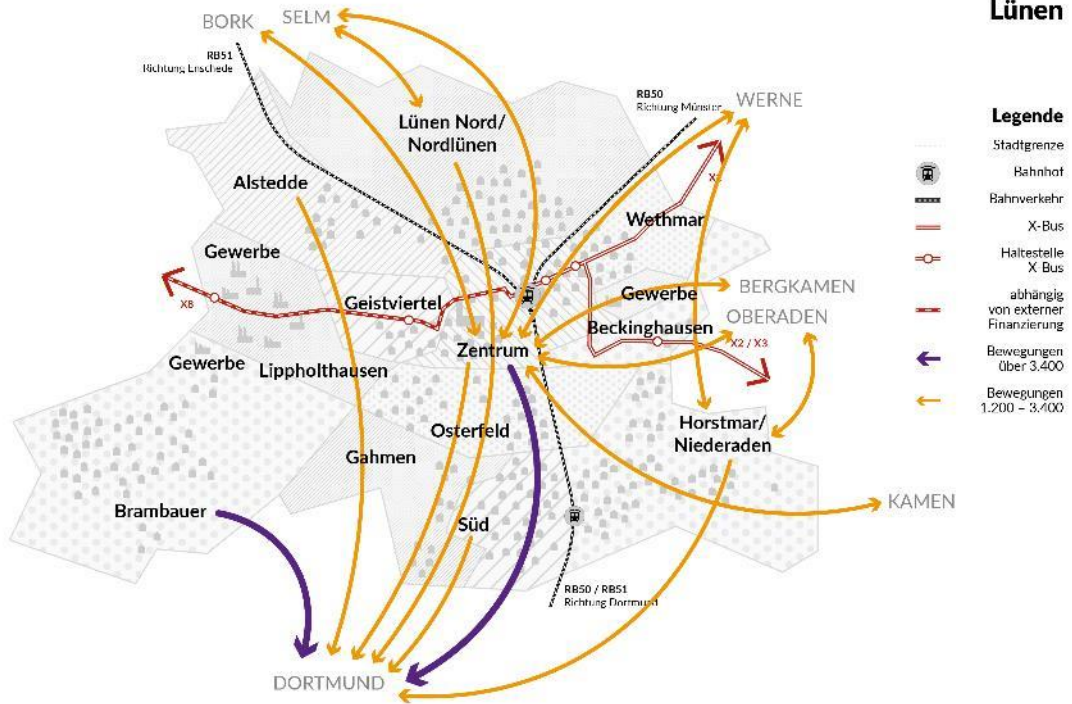 Lünen
SELM
BORK
RB51
Richtung Enschede
RB50
Richtung Münster
WERNE
Lünen Nord/
Nordlünen
Alstedde
Wethmar
Gewerbe
X8
Geistviertel
Gewerbe
BERGKAMEN
OBERADEN
Beckinghausen
X2 / X3
Zentrum
Gewerbe
Lippholthausen
Osterfeld
Horstmar/
Niederaden
Gahmen
KAMEN
Brambauer
Süd
RB50 / RB51
Richtung Dortmund
DORTMUND
Legende
Stadtgrenze
Bahnhof
Bahnverkehr
X-Bus
Haltestelle
X-Bus
abhängig
von externer
Finanzierung
Bewegungen
über 3.400
Bewegungen
1.200 – 3.400